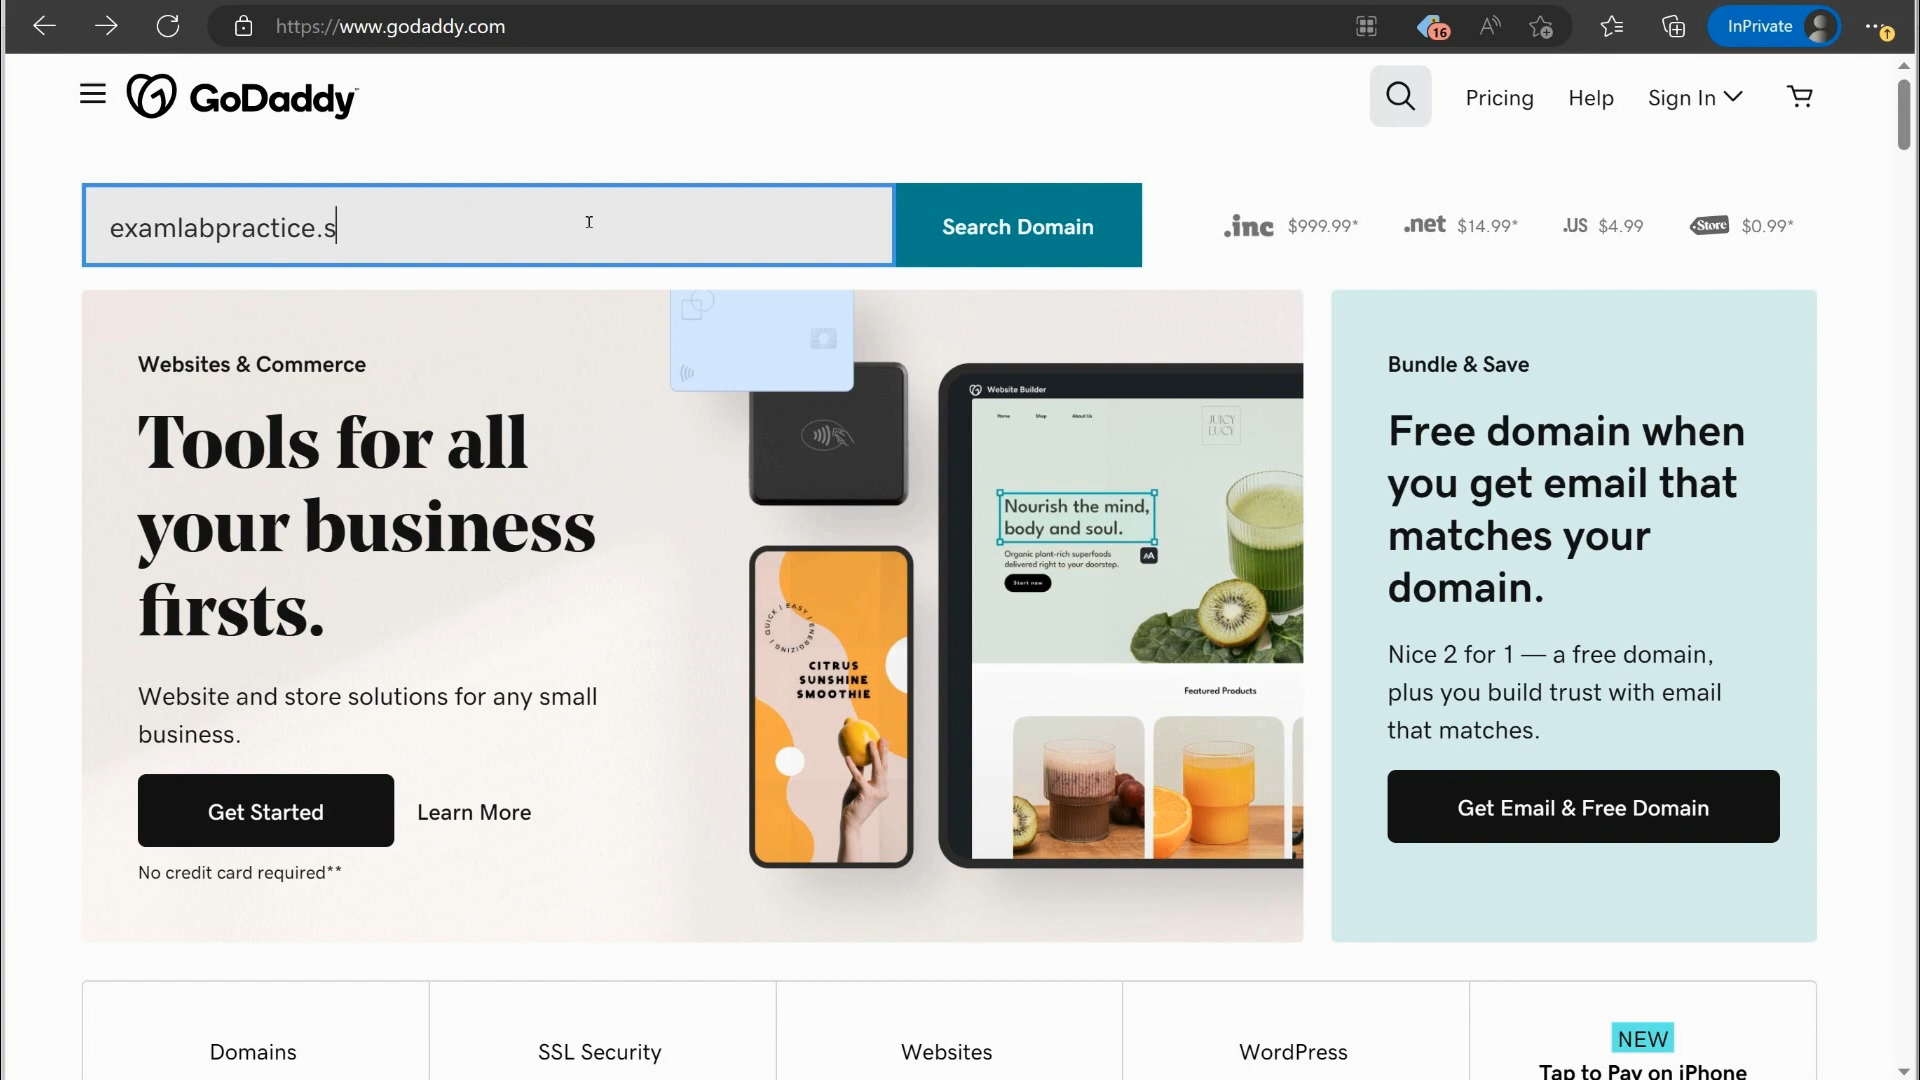 https://www.godaddy.com
16
InPrivate
GoDaddy
Pricing
Help
Sign In
examlabpractice.s
Search Domain
.inc $999.99*
.net $14.99*
.US $4.99
.Store $0.99*
Websites & Commerce
Tools for all
your business
firsts.
Website and store solutions for any small
business.
Get Started
Learn More
No credit card required**
QUICK | EASY | ENERGIZING |
CITRUS
SUNSHINE
SMOOTHIE
Website Builder
Home
Shop
About Us
JUICY
LUCY
Nourish the mind,
body and soul.
Organic plant-rich superfoods
delivered right to your doorstep.
AA
Start now
Featured Products
Bundle & Save
Free domain when
you get email that
matches your
domain.
Nice 2 for 1 — a free domain,
plus you build trust with email
that matches.
Get Email & Free Domain
Domains
SSL Security
Websites
WordPress
NEW
Tap to Pay on iPhone